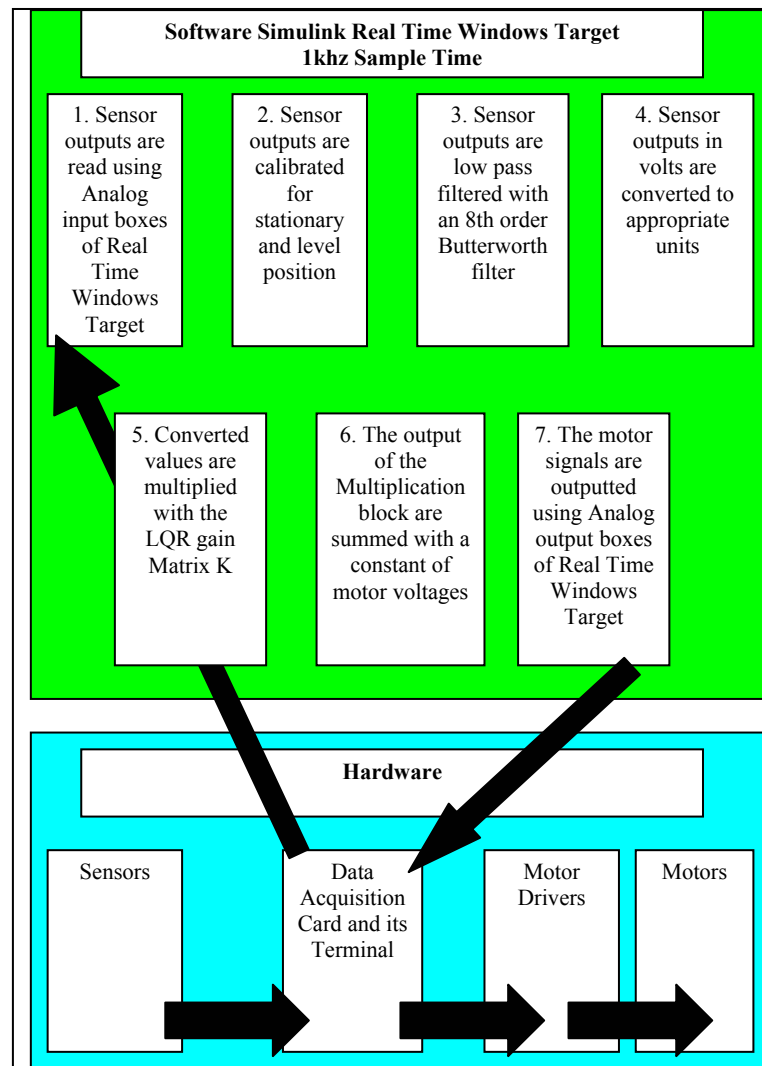 Software Simulink Real Time Windows Target
1khz Sample Time
1. Sensor
outputs are
read using
Analog
input boxes
of Real
Time
Windows
Target
2. Sensor
outputs are
calibrated
for
stationary
and level
position
3. Sensor
outputs are
low pass
filtered with
an 8th order
Butterworth
filter
4. Sensor
outputs in
volts are
converted to
appropriate
units
5. Converted
values are
multiplied
with the
LQR gain
Matrix K
6. The output
of the
Multiplication
block are
summed with a
constant of
motor voltages
7. The motor
signals are
outputted
using Analog
output boxes
of Real Time
Windows
Target
Hardware
Sensors
Data
Acquisition
Card and its
Terminal
Motor
Drivers
Motors